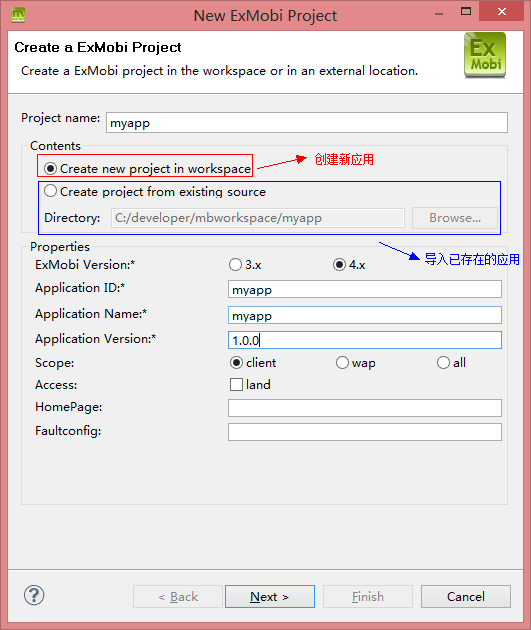 New ExMobi Project
Create a ExMobi Project
Create a ExMobi project in the workspace or in an external location.
Ex
Mobi
Project name: myapp
Contents
Create new project in workspace 创建新应用
Create project from existing source
Directory: C:/developer/mbworkspace/myapp Browse...
导入已存在的应用
Properties
ExMobi Version:* 3.x 4.x
Application ID:* myapp
Application Name:* myapp
Application Version:* 1.0.0
Scope: client wap all
Access: land
HomePage:
Faultconfig:
? < Back Next > Finish Cancel